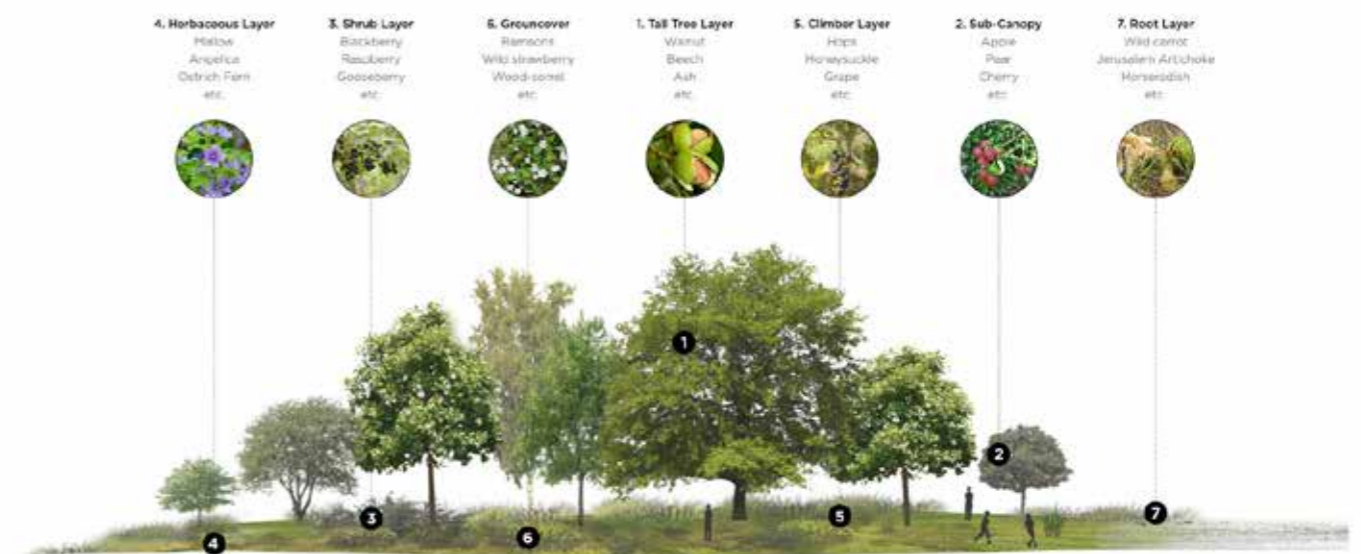 4. Herbaceous Layer
Mallow
Angelica
Ostrich Fern
etc.
3. Shrub Layer
Blackberry
Raspberry
Gooseberry
etc.
6. Grouncover
Ramsons
Wild strawberry
Wood-sorrel
etc.
1. Tall Tree Layer
Walnut
Beech
Ash
etc.
5. Climber Layer
Hops
Honeysuckle
Grape
etc.
2. Sub-Canopy
Apple
Pear
Cherry
etc.
7. Root Layer
Wild carrot
Jerusalem Artichoke
Horseradish
etc.
1
2
3
5
7
6
4